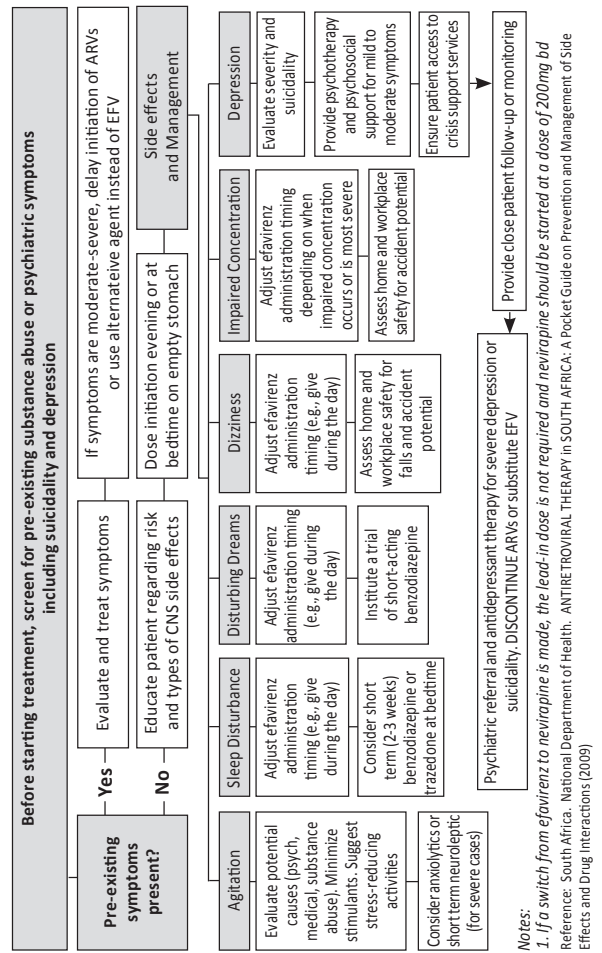 Before starting treatment, screen for pre-existing substance abuse or psychiatric symptoms
including suicidality and depression
Pre-existing
symptoms
present?
Yes
Evaluate and treat symptoms
If symptoms are moderate-severe, delay initiation of ARVs
or use alternateive agent instead of EFV
No
Educate patient regarding risk
and types of CNS side effects
Dose initiation evening or at
bedtime on empty stomach
Side effects
and Management
Agitation
Evaluate potential
causes (psych,
medical, substance
abuse). Minimize
stimulants. Suggest
stress-reducing
activities
Consider anxiolytics or
short term neuroleptic
(for severe cases)
Sleep Disturbance
Adjust efavirenz
administration
timing (e.g., give
during the day)
Consider short
term (2-3 weeks)
benzodiazepine or
trazedone at bedtime
Disturbing Dreams
Adjust efavirenz
administration timing
(e.g., give during
the day)
Institute a trial
of short-acting
benzodiazepine
Dizziness
Adjust efavirenz
administration
timing (e.g., give
during the day)
Assess home and
workplace safety for
falls and accident
potential
Impaired Concentration
Adjust efavirenz
administration timing
depending on when
impaired concentration
occurs or is most severe
Assess home and workplace
safety for accident potential
Depression
Evaluate severity and
suicidality
Provide psychotherapy
and psychosocial
support for mild to
moderate symptoms
Ensure patient access to
crisis support services
Provide close patient follow-up or monitoring
Psychiatric referral and antidepressant therapy for severe depression or
suicidality. DISCONTINUE ARVs or substitute EFV
Notes:
1. If a switch from efavirenz to nevirapine is made, the lead-in dose is not required and nevirapine should be started at a dose of 200mg bd
Reference: South Africa. National Department of Health. ANTIRETROVIRAL THERAPY in SOUTH AFRICA: A Pocket Guide on Prevention and Management of Side
Effects and Drug Interactions (2009)